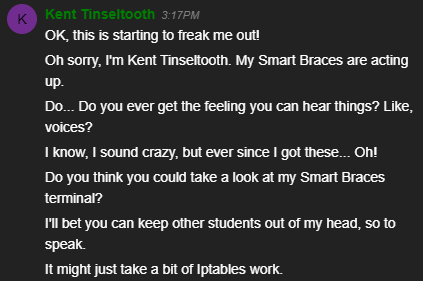 K
Kent Tinseltooth 3:17PM
OK, this is starting to freak me out!
Oh sorry, I'm Kent Tinseltooth. My Smart Braces are acting
up.
Do... Do you ever get the feeling you can hear things? Like,
voices?
I know, I sound crazy, but ever since I got these... Oh!
Do you think you could take a look at my Smart Braces
terminal?
I'll bet you can keep other students out of my head, so to
speak.
It might just take a bit of Iptables work.